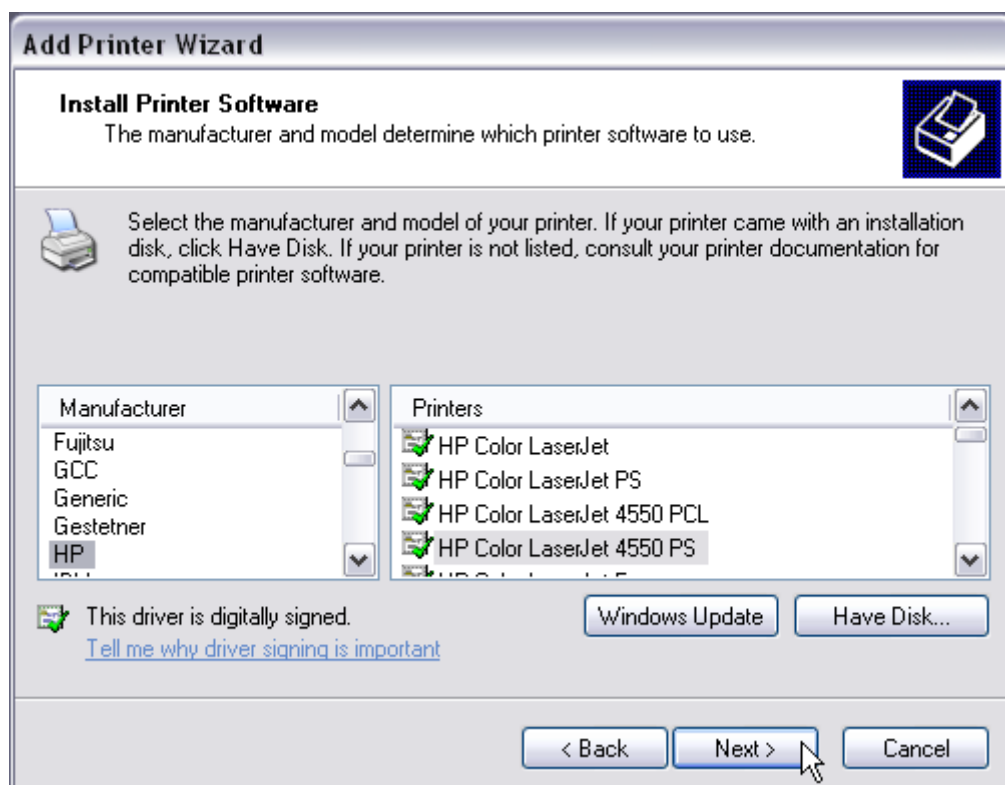 Add Printer Wizard
Install Printer Software
The manufacturer and model determine which printer software to use.
Select the manufacturer and model of your printer. If your printer came with an installation
disk, click Have Disk. If your printer is not listed, consult your printer documentation for
compatible printer software.
Manufacturer
Fujitsu
GCC
Generic
Gestetner
HP
Printers
HP Color LaserJet
HP Color LaserJet PS
HP Color LaserJet 4550 PCL
HP Color LaserJet 4550 PS
This driver is digitally signed.
Tell me why driver signing is important
Windows Update
Have Disk...
< Back
Next >
Cancel